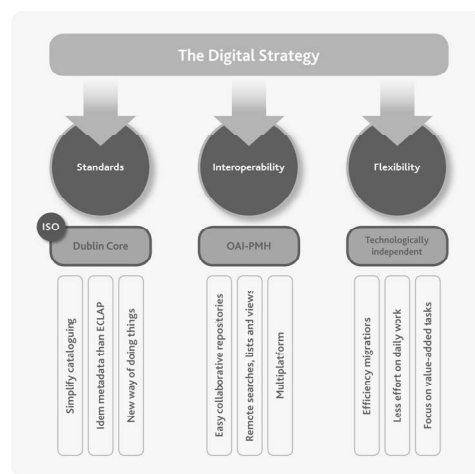 The Digital Strategy
Standards
Interoperability
Flexibility
ISO
Dublin Core
OAI-PMH
Technologically
independent
Simplify cataloguing
Idem metadata than ECLAP
New way of doing things
Easy collaborative repositories
Remote searches, lists and views
Multiplatform
Efficiency migrations
Less effort on daily work
Focus on value-added tasks